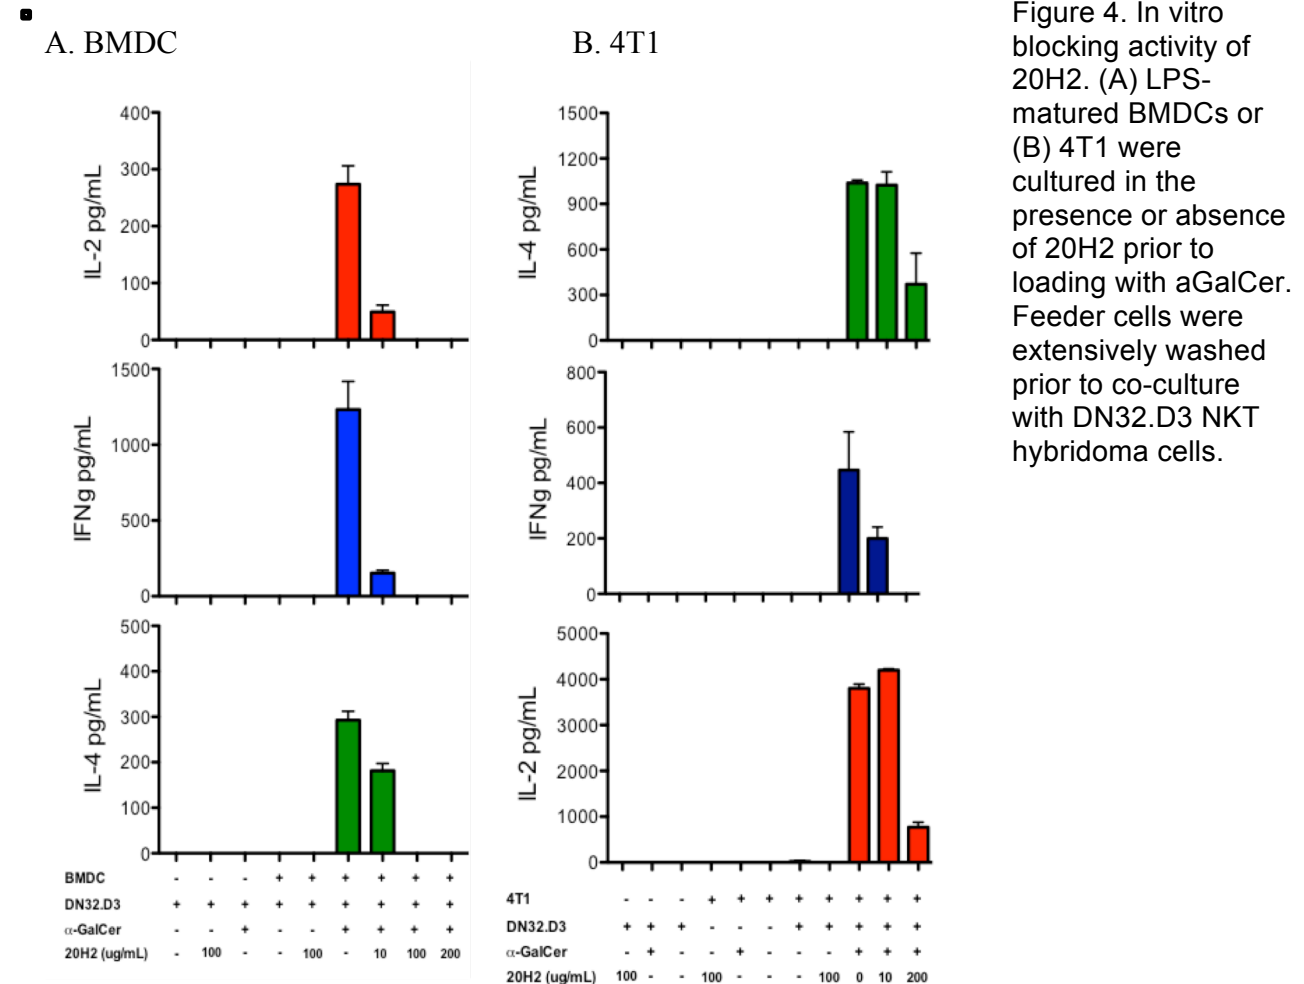 A. BMDC
400
300
200
100
0
IL-2 pg/mL
1500
1000
500
0
IFNg pg/mL
500
400
300
200
100
0
IL-4 pg/mL
BMDC - - - + + + + + +
DN32.D3 + + + + + + + + +
α-GalCer - - + - - + + + +
20H2 (ug/mL) - 100 - - 100 - 10 100 200
B. 4T1
1500
1200
900
600
300
0
IL-4 pg/mL
800
600
400
200
0
IFNg pg/mL
5000
4000
3000
2000
1000
0
IL-2 pg/mL
4T1 - - - + + + + + + + +
DN32.D3 + + + - - - + + + + +
α-GalCer - + - - + - - - + + +
20H2 (ug/mL) 100 - - 100 - - - 100 0 10 200
Figure 4. In vitro
blocking activity of
20H2. (A) LPS-
matured BMDCs or
(B) 4T1 were
cultured in the
presence or absence
of 20H2 prior to
loading with aGalCer.
Feeder cells were
extensively washed
prior to co-culture
with DN32.D3 NKT
hybridoma cells.